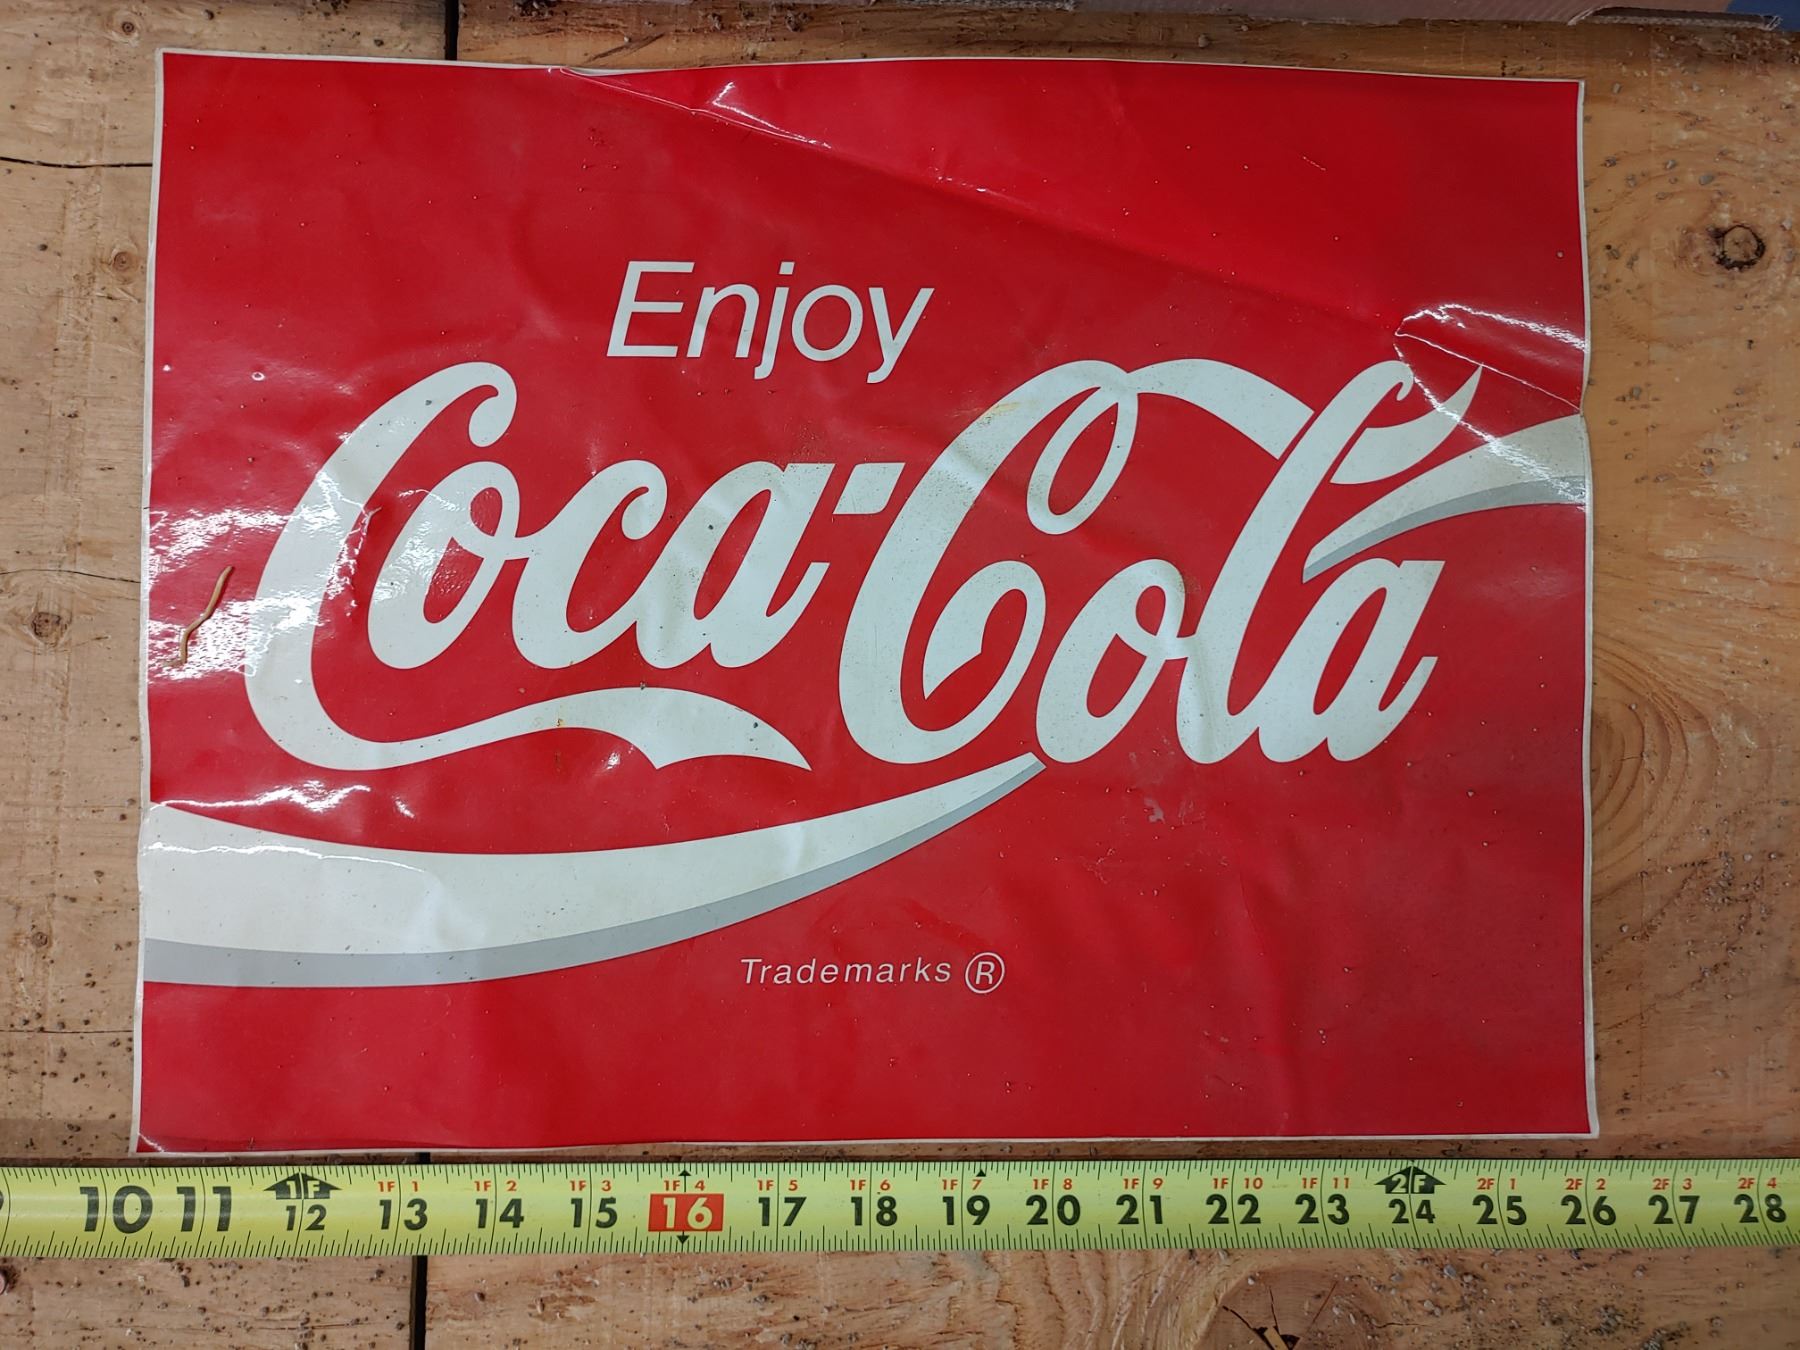 Enjoy
Coca-Cola
Trademarks ®
1F 1F 1 1F 2 1F 3 1F 4 1F 5 1F 6 1F 7 1F 8 1F 9 1F 10 1F 11 2F 2F 1 2F 2 2F 3 2F 4
10 11 12 13 14 15 16 17 18 19 20 21 22 23 24 25 26 27 28